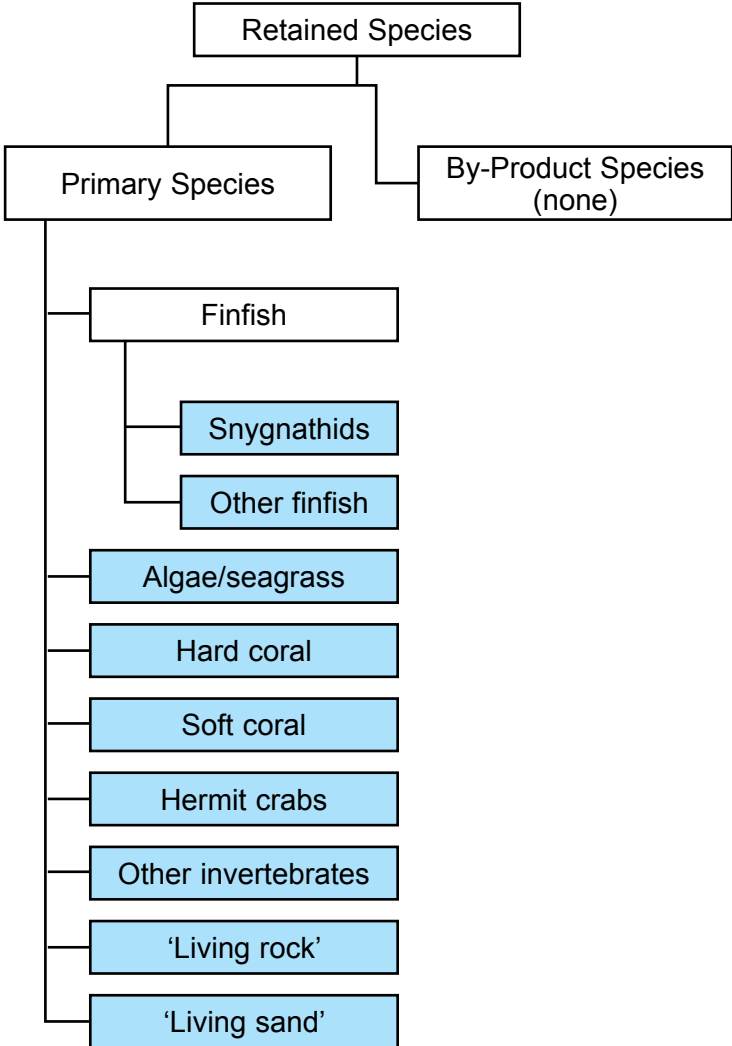 Retained Species
Primary Species
By-Product Species
(none)
Finfish
Snygnathids
Other finfish
Algae/seagrass
Hard coral
Soft coral
Hermit crabs
Other invertebrates
‘Living rock’
‘Living sand’